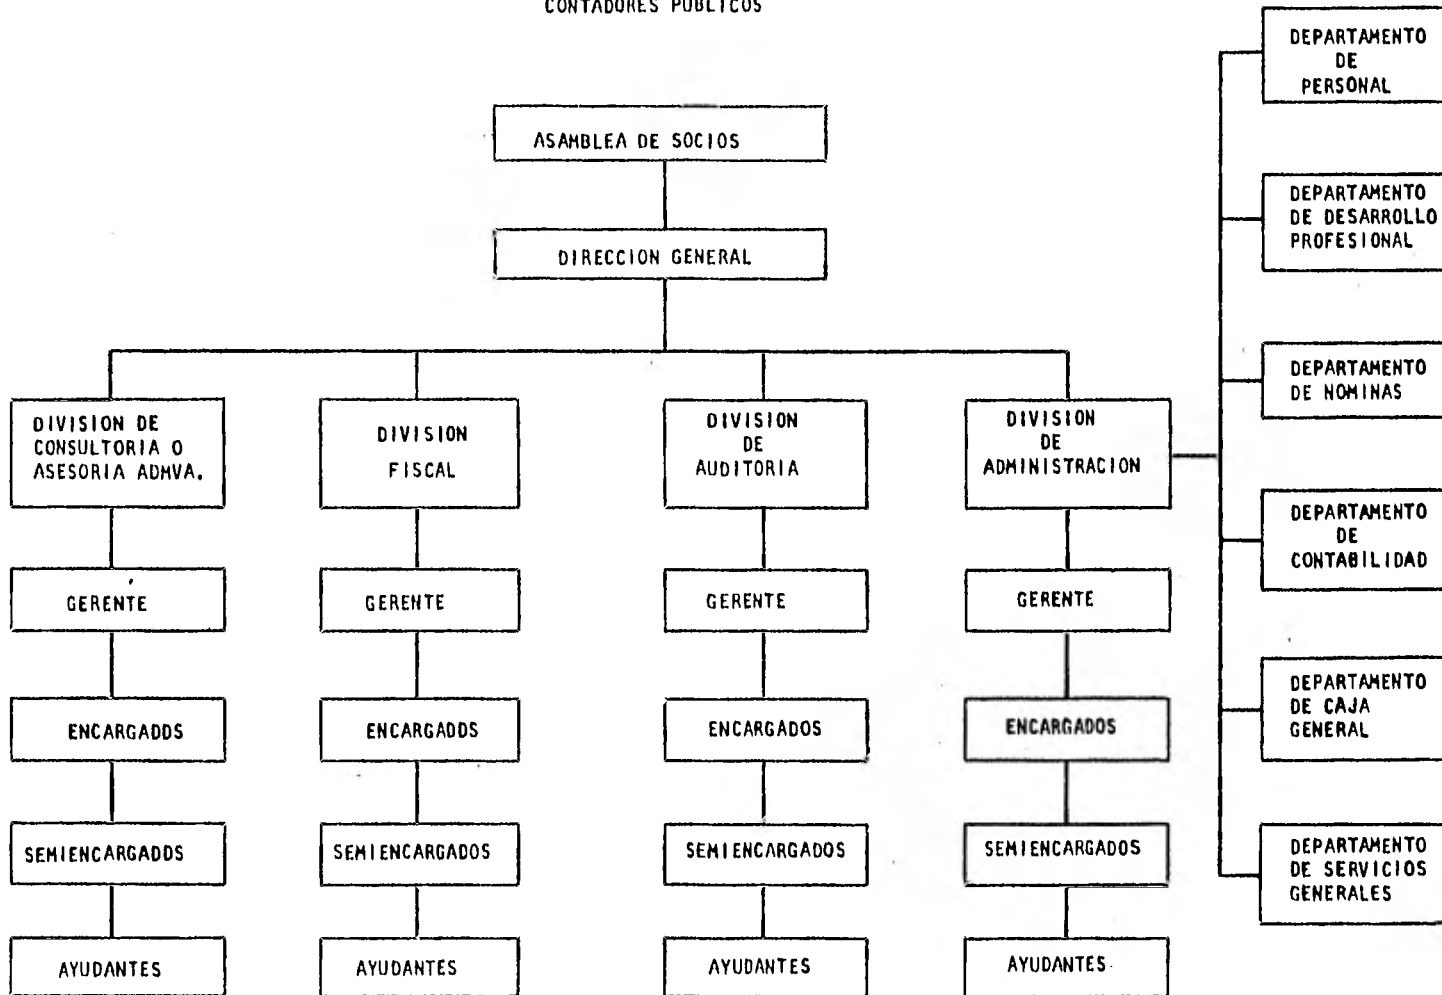 CONTADORES PUBLICOS
ASAMBLEA DE SOCIOS
DIRECCION GENERAL
DIVISION DE
CONSULTORIA O
ASESORIA ADMVA.
GERENTE
ENCARGADOS
SEMIENCARGADOS
AYUDANTES
DIVISION
FISCAL
GERENTE
ENCARGADOS
SEMIENCARGADOS
AYUDANTES
DIVISION
DE
AUDITORIA
GERENTE
ENCARGADOS
SEMIENCARGADOS
AYUDANTES
DIVISION
DE
ADMINISTRACION
GERENTE
ENCARGADOS
SEMIENCARGADOS
AYUDANTES
DEPARTAMENTO
DE
PERSONAL
DEPARTAMENTO
DE DESARROLLO
PROFESIONAL
DEPARTAMENTO
DE NOMINAS
DEPARTAMENTO
DE
CONTABILIDAD
DEPARTAMENTO
DE CAJA
GENERAL
DEPARTAMENTO
DE SERVICIOS
GENERALES